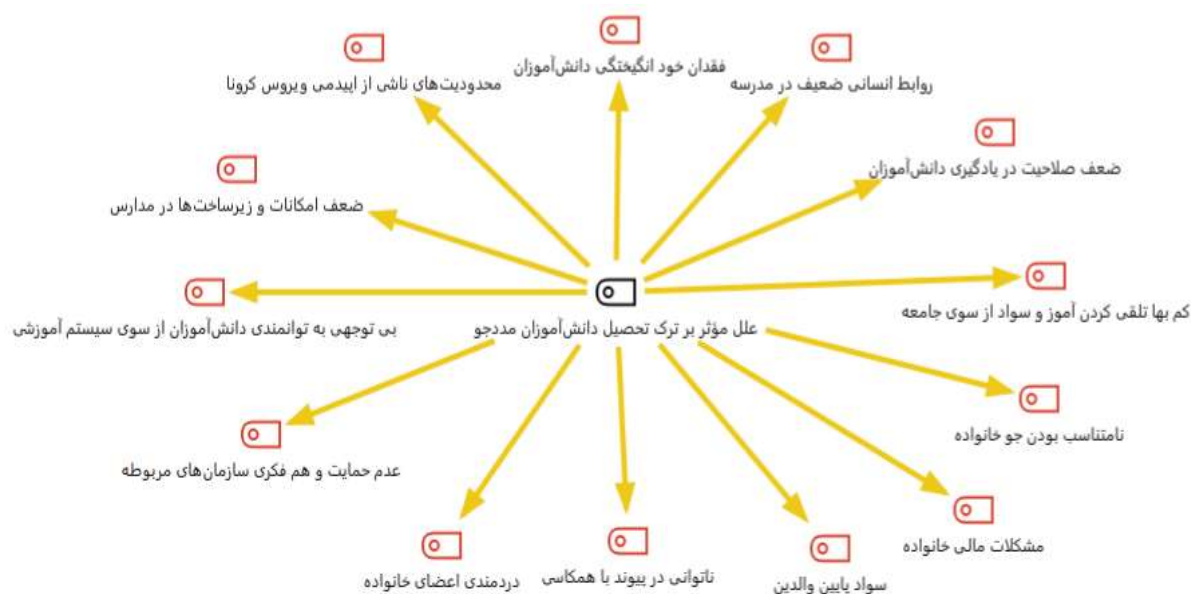 فقدان خود انگیختگی دانش‌آموزان
روابط انسانی ضعیف در مدرسه
محدودیت‌های ناشی از اپیدمی ویروس کرونا
ضعف صلاحیت در یادگیری دانش‌آموزان
ضعف امکانات و زیرساخت‌ها در مدارس
کم بها تلقی کردن آموز و سواد از سوی جامعه
علل مؤثر بر ترک تحصیل دانش‌آموزان مددجو
بی توجهی به توانمندی دانش‌آموزان از سوی سیستم آموزشی
نامتناسب بودن جو خانواده
عدم حمایت و هم فکری سازمان‌های مربوطه
مشکلات مالی خانواده
سواد پایین والدین
ناتوانی در پیوند با همکاسی
دردمندی اعضای خانواده